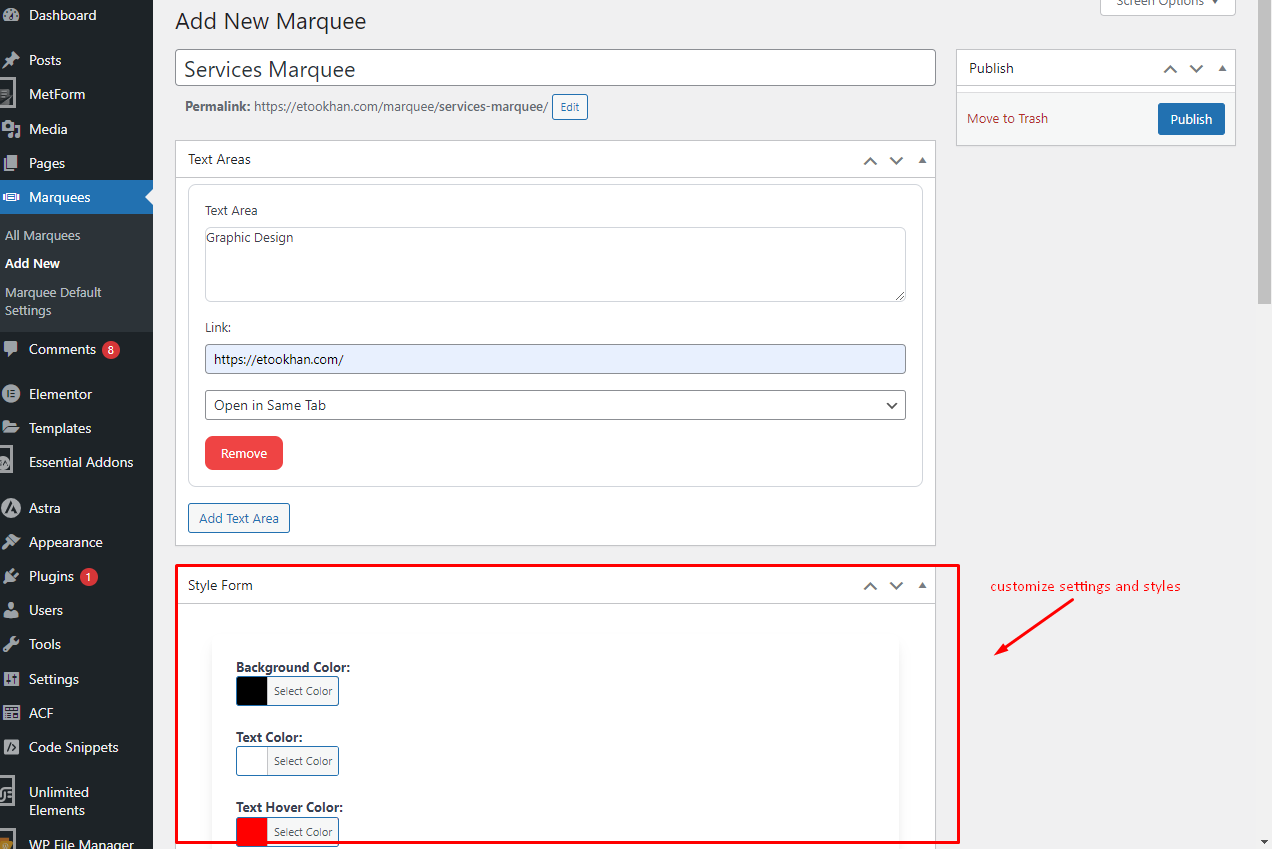 Dashboard
Posts
MetForm
Media
Pages
Marquees
All Marquees
Add New
Marquee Default
Settings
Comments 8
Elementor
Templates
Essential Addons
Astra
Appearance
Plugins 1
Users
Tools
Settings
ACF
Code Snippets
Unlimited
Elements
WP File Manager
Screen Options
Add New Marquee
Services Marquee
Permalink: https://etookhan.com/marquee/services-marquee/ Edit
Text Areas
Text Area
Graphic Design
Link:
https://etookhan.com/
Open in Same Tab
Remove
Add Text Area
Style Form
Background Color:
Select Color
Text Color:
Select Color
Text Hover Color:
Select Color
Publish
Move to Trash Publish
customize settings and styles